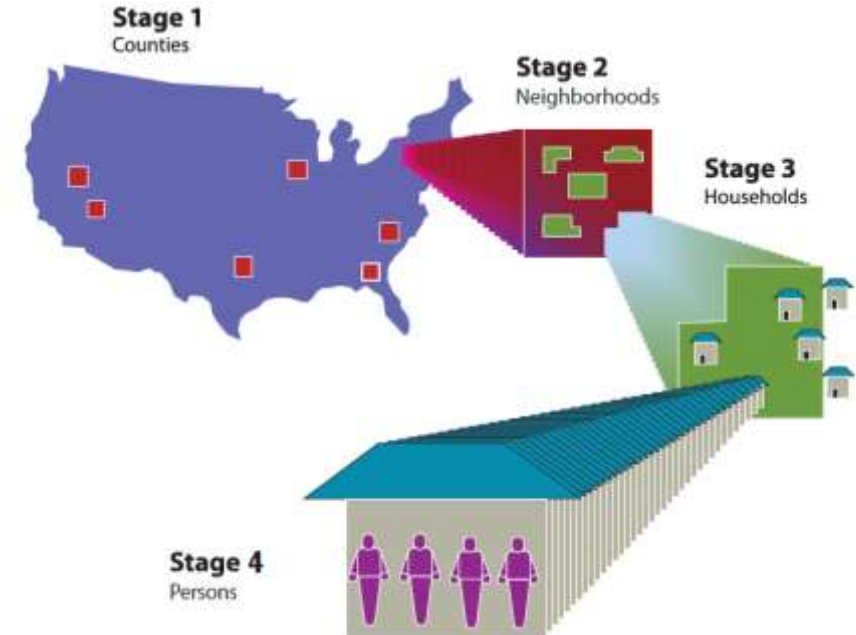 Stage 1
Counties
Stage 2
Neighborhoods
Stage 3
Households
Stage 4
Persons